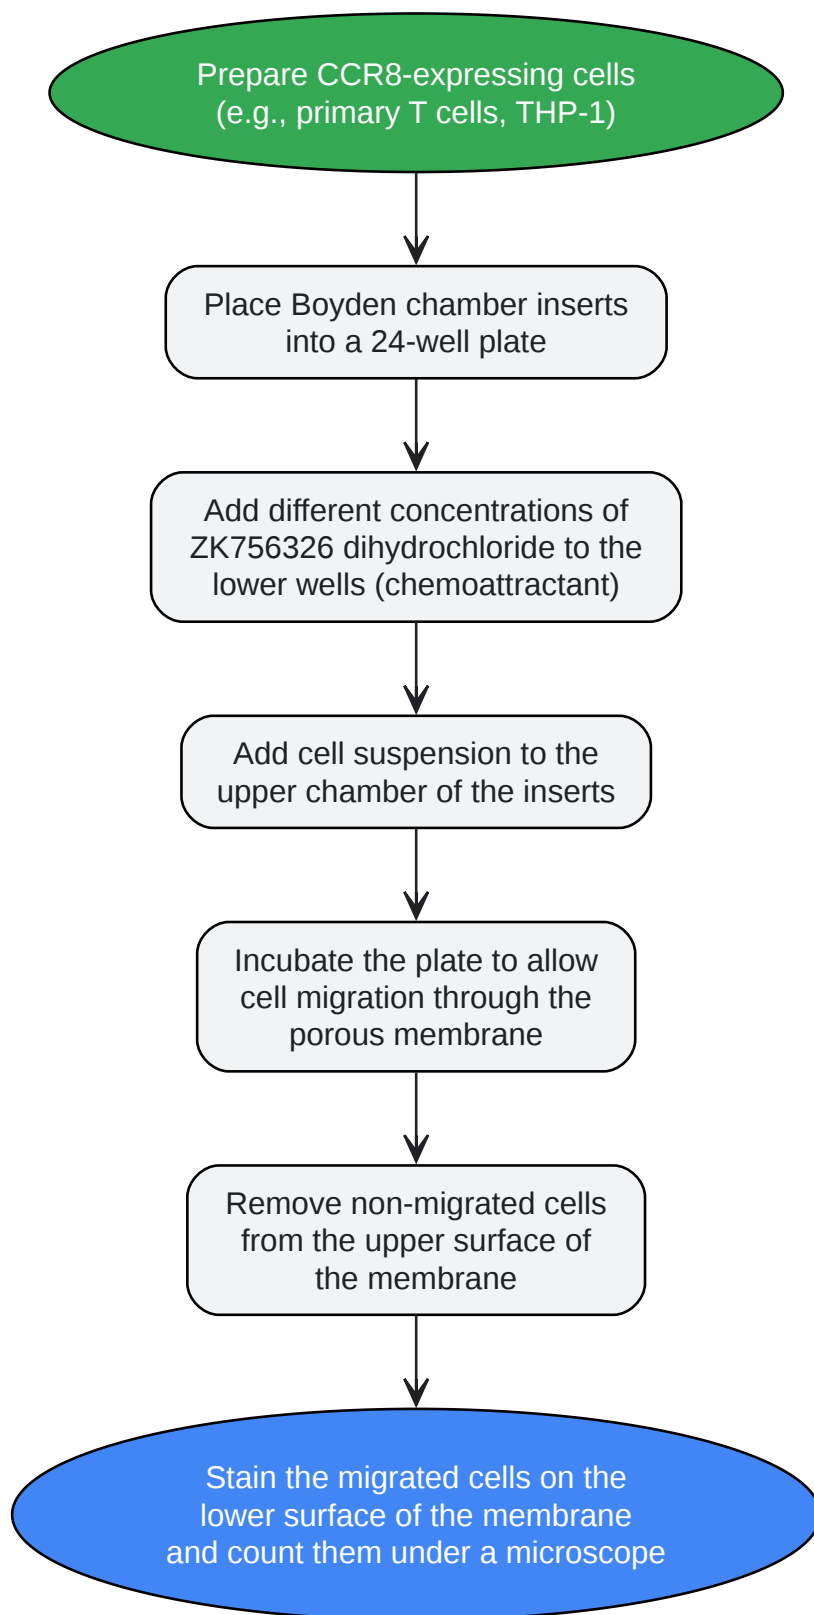 Prepare CCR8-expressing cells
(e.g., primary T cells, THP-1)
Place Boyden chamber inserts
into a 24-well plate
Add different concentrations of
ZK756326 dihydrochloride to the
lower wells (chemoattractant)
Add cell suspension to the
upper chamber of the inserts
Incubate the plate to allow
cell migration through the
porous membrane
Remove non-migrated cells
from the upper surface of
the membrane
Stain the migrated cells on the
lower surface of the membrane
and count them under a microscope